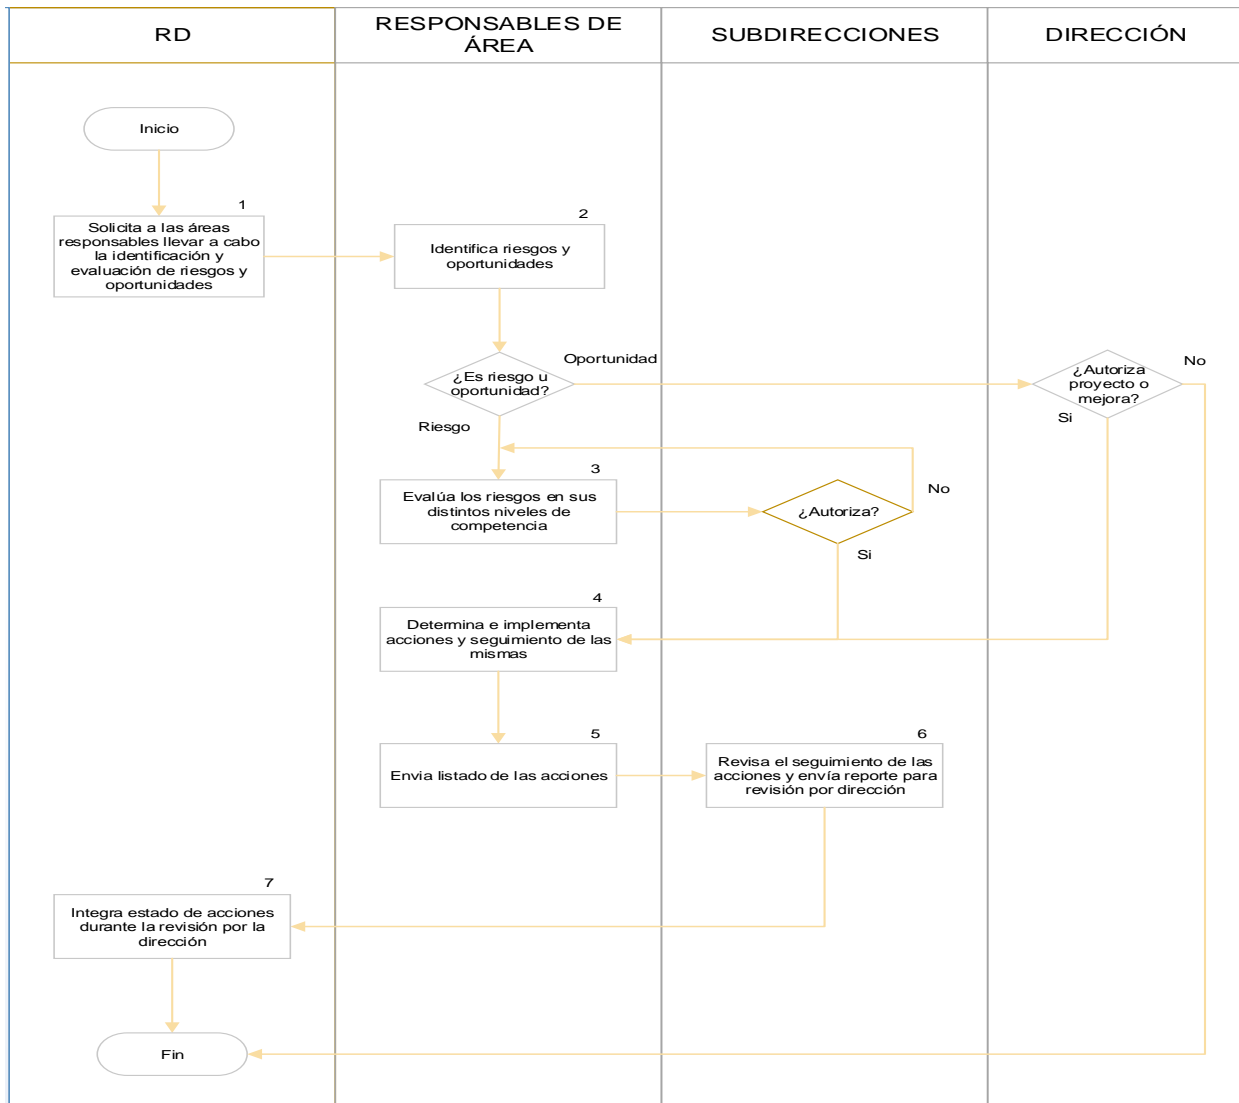 RD
RESPONSABLES DE
ÁREA
SUBDIRECCIONES
DIRECCIÓN
Inicio
1
Solicita a las áreas
responsables llevar a cabo
la identificación y
evaluación de riesgos y
oportunidades
2
Identifica riesgos y
oportunidades
¿Es riesgo u
oportunidad?
Oportunidad
Riesgo
¿Autoriza
proyecto o
mejora?
No
Si
3
Evalúa los riesgos en sus
distintos niveles de
competencia
¿Autoriza?
No
Si
4
Determina e implementa
acciones y seguimiento de las
mismas
5
Envia listado de las acciones
6
Revisa el seguimiento de las
acciones y envía reporte para
revisión por dirección
7
Integra estado de acciones
durante la revisión por la
dirección
Fin